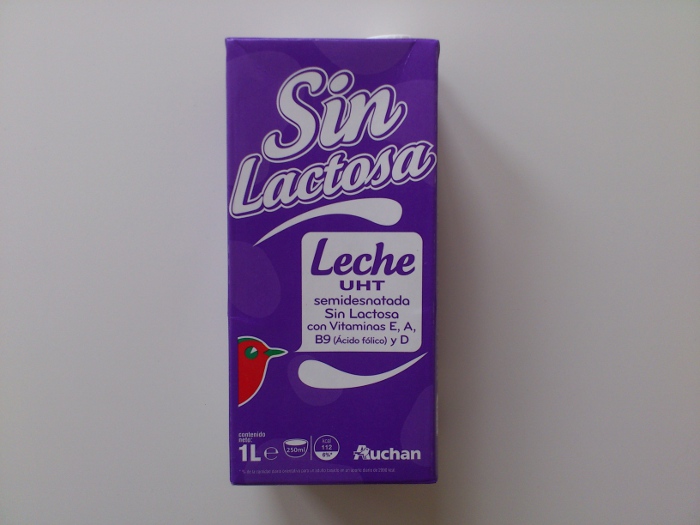 Sin
Lactosa
Leche
UHT
semidesnatada
Sin Lactosa
con Vitaminas E, A,
B9 (Ácido fólico) y D
contenido
neto:
1L e
250ml
kcal
112
6%*
Auchan